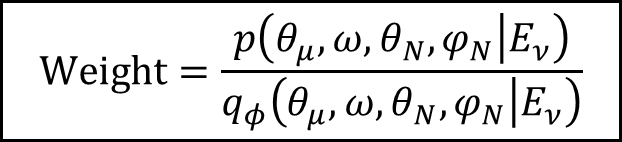 Weight = p(θ_μ, ω, θ_N, φ_N|E_ν) / q_ϕ(θ_μ, ω, θ_N, φ_N|E_ν)